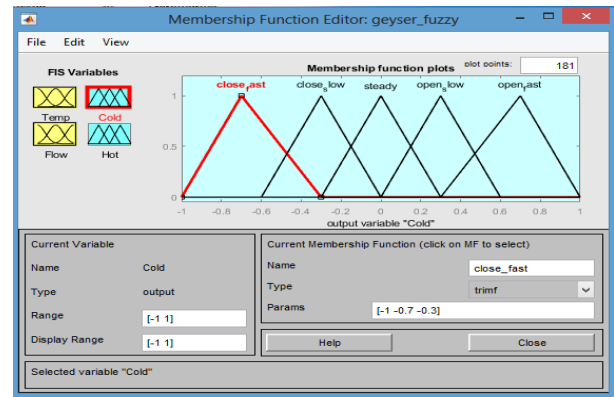 Membership Function Editor: geyser_fuzzy
File Edit View
FIS Variables
Temp Cold
Flow Hot
Membership function plots plot points: 181
close_fast close_slow steady open_slow open_fast
1
0.5
0
-1 -0.8 -0.6 -0.4 -0.2 0 0.2 0.4 0.6 0.8 1
output variable "Cold"
Current Variable
Name Cold
Type output
Range [-1 1]
Display Range [-1 1]
Current Membership Function (click on MF to select)
Name close_fast
Type trimf
Params [-1 -0.7 -0.3]
Help Close
Selected variable "Cold"